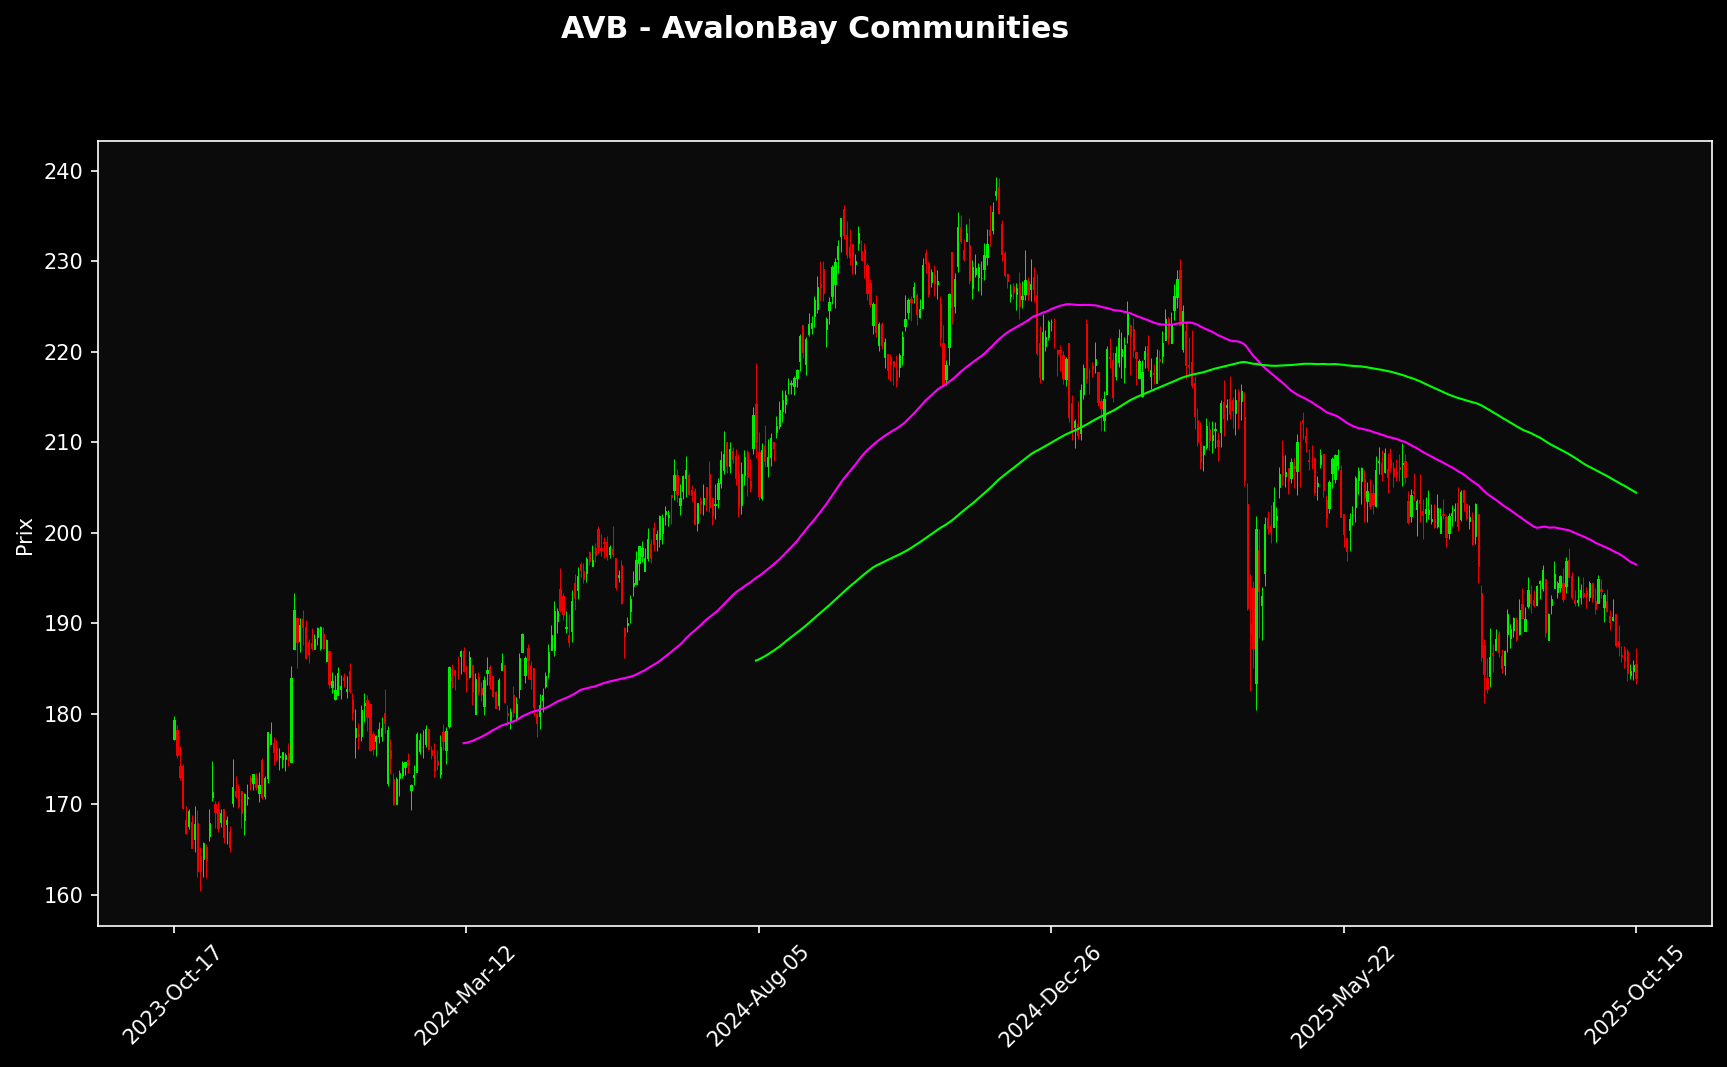 AVB - AvalonBay Communities
Prix
240
230
220
210
200
190
180
170
160
2023-Oct-17
2024-Mar-12
2024-Aug-05
2024-Dec-26
2025-May-22
2025-Oct-15